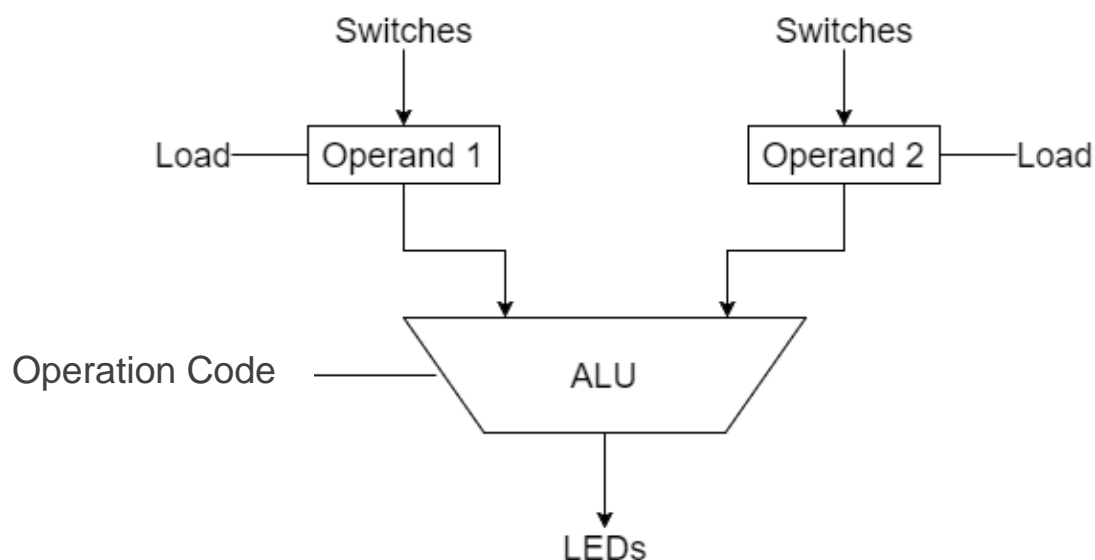 Switches Switches
Load Operand 1 Operand 2 Load
Operation Code ALU
LEDs